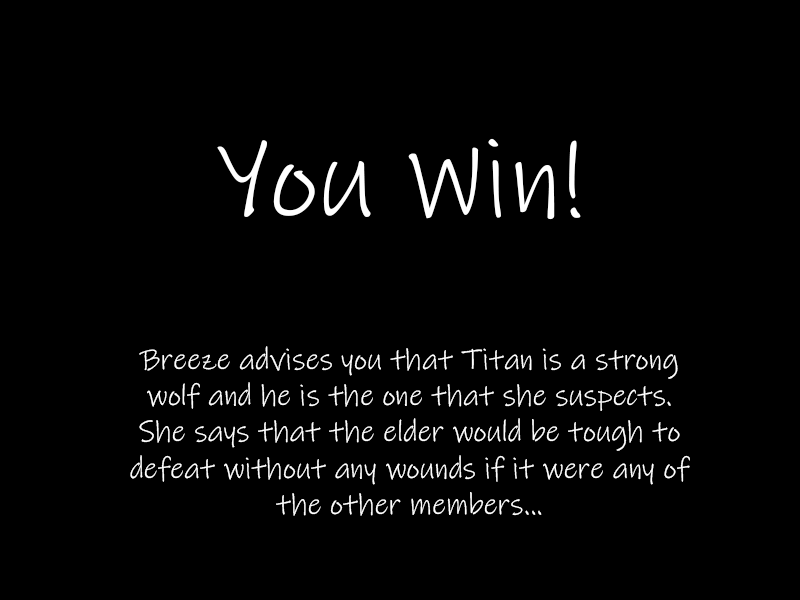 You Win!
Breeze advises you that Titan is a strong
wolf and he is the one that she suspects.
She says that the elder would be tough to
defeat without any wounds if it were any of
the other members...